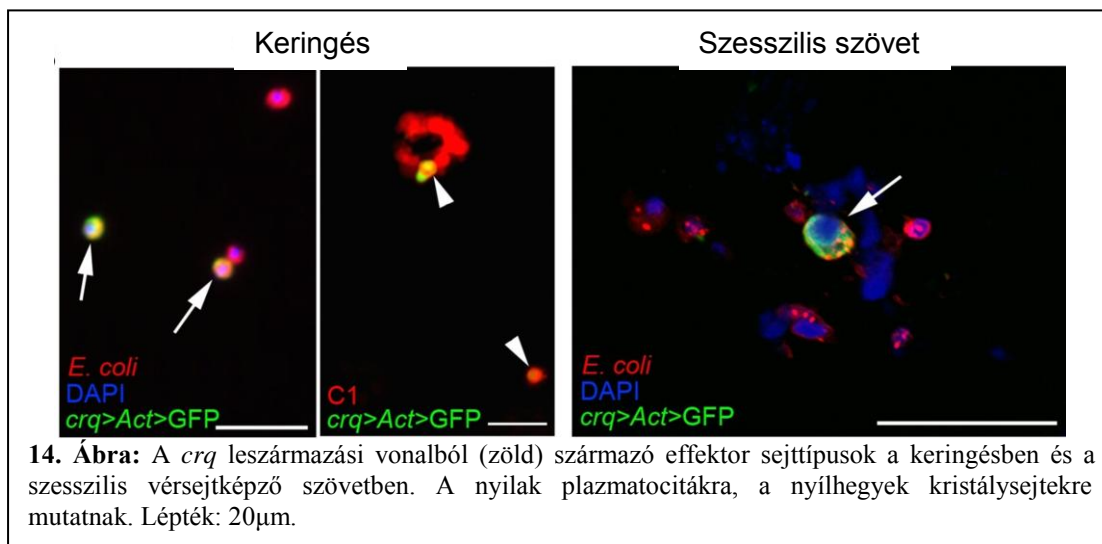 Keringés
Szesszilis szövet
E. coli
DAPI
crq>Act>GFP
C1
crq>Act>GFP
E. coli
DAPI
crq>Act>GFP
14. Ábra: A crq leszármazási vonalból (zöld) származó effektor sejttípusok a keringésben és a
szesszilis vérsejtképző szövetben. A nyilak plazmatocitákra, a nyílhegyek kristálysejtekre
mutatnak. Lépték: 20µm.